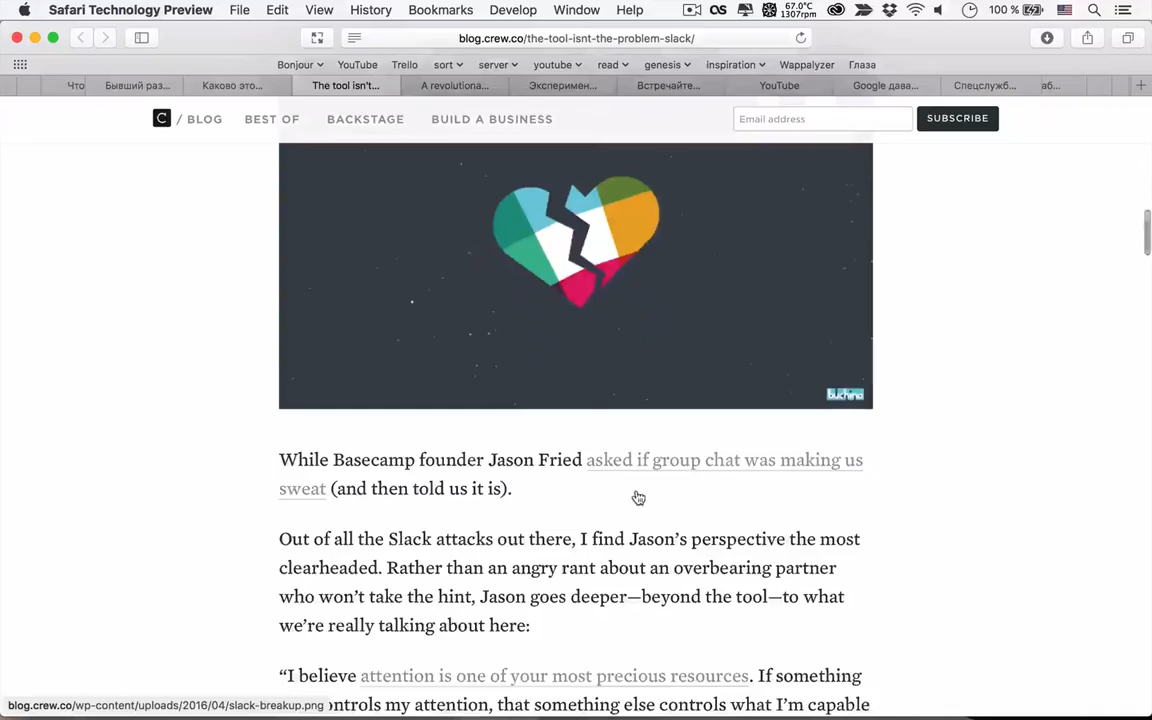 Safari Technology Preview File Edit View History Bookmarks Develop Window Help 67.0°C 1307rpm 100 %
blog.crew.co/the-tool-isnt-the-problem-slack/
Bonjour YouTube Trello sort server youtube read genesis inspiration Wappalyzer Глаза
Что Бывший раз... Каково это... The tool isn't... A revolutiona... Эксперимен... Встречайте... YouTube Google дава... Спецслужб... аб...
C / BLOG BEST OF BACKSTAGE BUILD A BUSINESS Email address SUBSCRIBE
buchino
While Basecamp founder Jason Fried asked if group chat was making us
sweat (and then told us it is).
Out of all the Slack attacks out there, I find Jason's perspective the most
clearheaded. Rather than an angry rant about an overbearing partner
who won't take the hint, Jason goes deeper—beyond the tool—to what
we're really talking about here:
“I believe attention is one of your most precious resources. If something
ontrols my attention, that something else controls what I'm capable
blog.crew.co/wp-content/uploads/2016/04/slack-breakup.png